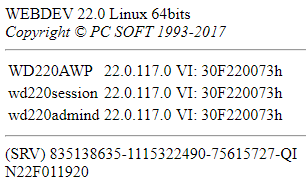 WEBDEV 22.0 Linux 64bits
Copyright © PC SOFT 1993-2017
WD220AWP 22.0.117.0 VI: 30F220073h
wd220session 22.0.117.0 VI: 30F220073h
wd220admind 22.0.117.0 VI: 30F220073h
(SRV) 835138635-1115322490-75615727-QI
N22F011920